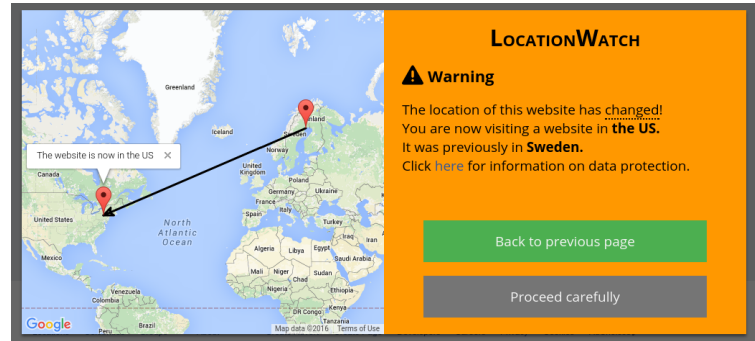 LocationWatch
Warning
The location of this website has changed!
You are now visiting a website in the US.
It was previously in Sweden.
Click here for information on data protection.
Back to previous page
Proceed carefully
The website is now in the US ×
Greenland
Iceland
Finland
Sweden
Norway
Canada
United Kingdom
Poland
Germany
Ukraine
France
Italy
Spain
Turkey
United States
North
Atlantic
Ocean
Iraq
Iran
Algeria
Libya
Egypt
Saudi Arabia
Mexico
Mali
Niger
Sudan
Chad
Nigeria
Ethiopia
Venezuela
Colombia
DR Congo
Kenya
Tanzania
Brazil
Peru
Google
Map data ©2016
Terms of Use